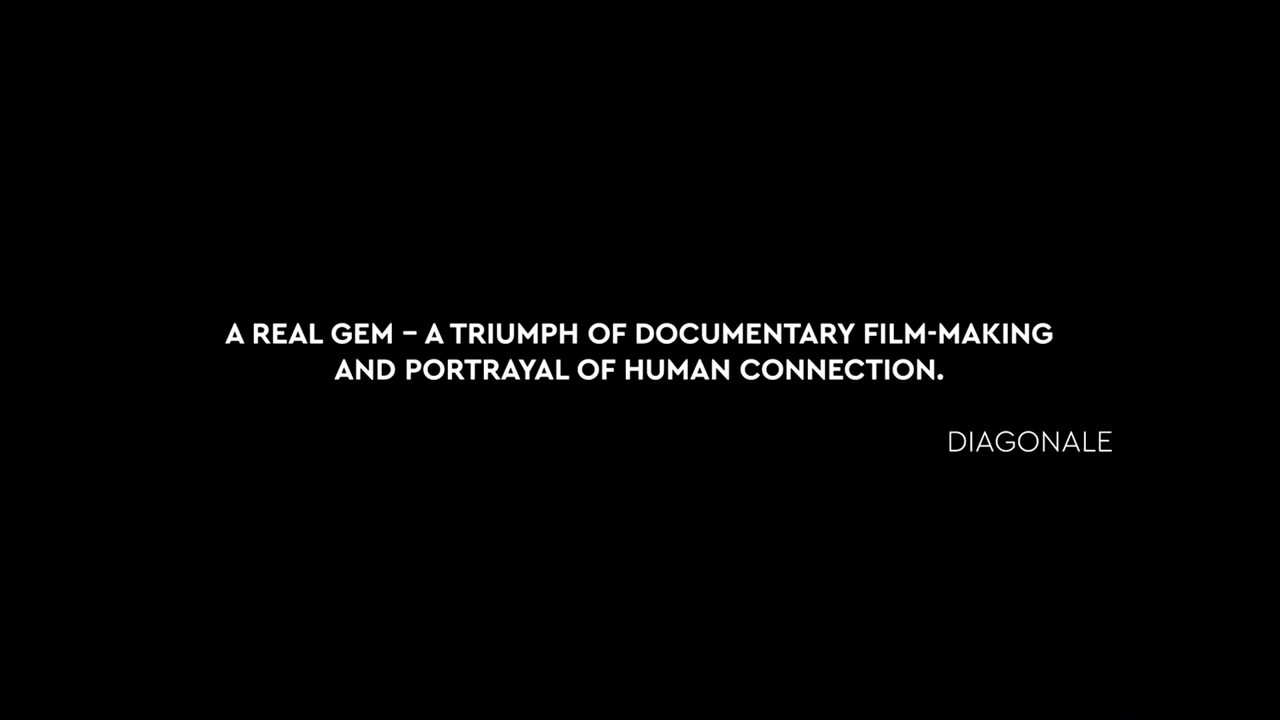 A REAL GEM – A TRIUMPH OF DOCUMENTARY FILM-MAKING
AND PORTRAYAL OF HUMAN CONNECTION.
DIAGONALE